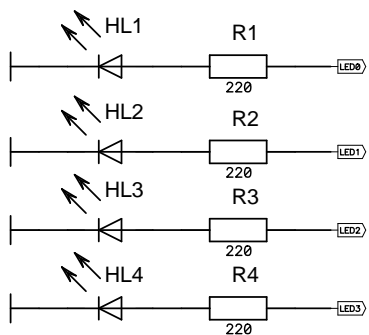 HL1 R1
220 LED0
HL2 R2
220 LED1
HL3 R3
220 LED2
HL4 R4
220 LED3